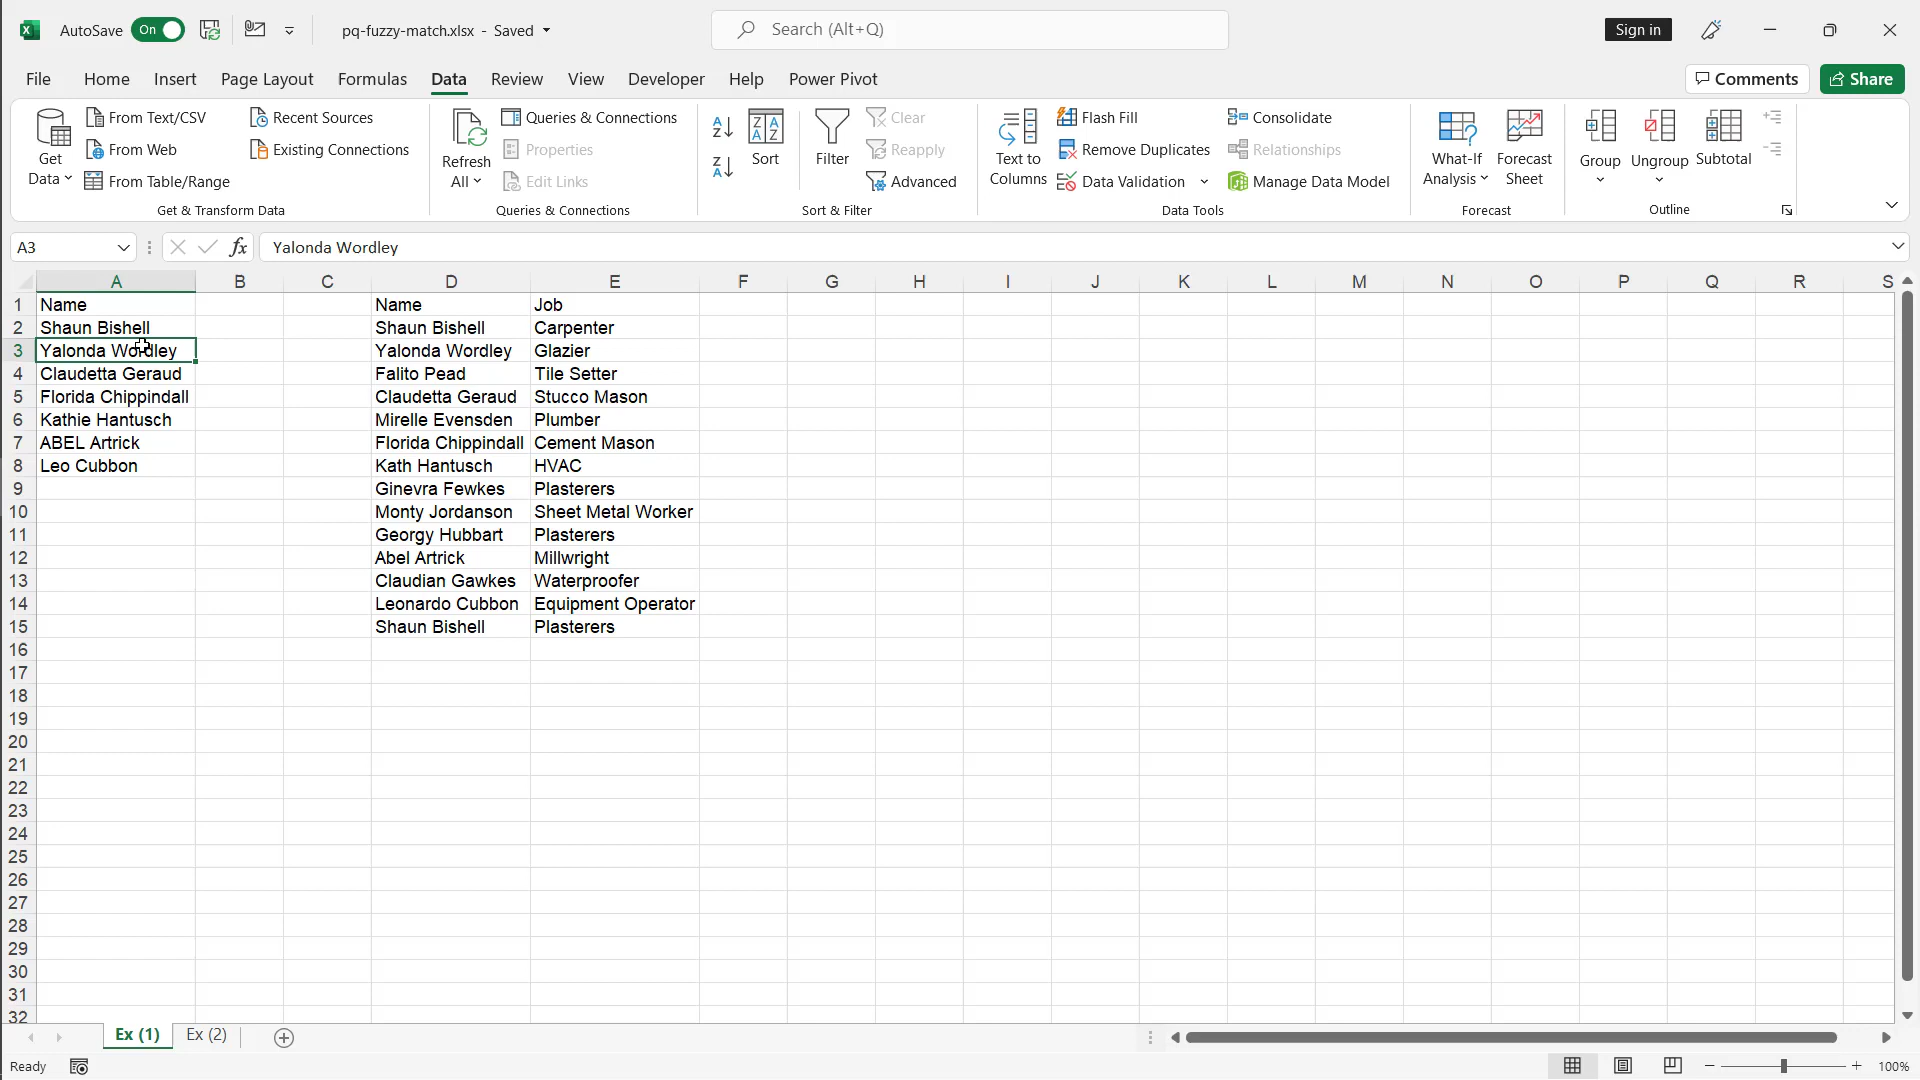 AutoSave On pq-fuzzy-match.xlsx - Saved Search (Alt+Q) Sign in
File Home Insert Page Layout Formulas Data Review View Developer Help Power Pivot Comments Share
Get Data
From Text/CSV
From Web
From Table/Range
Recent Sources
Existing Connections
Get & Transform Data
Refresh All
Queries & Connections
Properties
Edit Links
Queries & Connections
Sort
Filter
Clear
Reapply
Advanced
Sort & Filter
Text to Columns
Flash Fill
Remove Duplicates
Data Validation
Consolidate
Relationships
Manage Data Model
Data Tools
What-If Analysis
Forecast Sheet
Forecast
Group
Ungroup
Subtotal
Outline
A3 fx Yalonda Wordley
A B C D E F G H I J K L M N O P Q R S
1 Name Name Job
2 Shaun Bishell Shaun Bishell Carpenter
3 Yalonda Wordley Yalonda Wordley Glazier
4 Claudetta Geraud Falito Pead Tile Setter
5 Florida Chippindall Claudetta Geraud Stucco Mason
6 Kathie Hantusch Mirelle Evensden Plumber
7 ABEL Artrick Florida Chippindall Cement Mason
8 Leo Cubbon Kath Hantusch HVAC
9 Ginevra Fewkes Plasterers
10 Monty Jordanson Sheet Metal Worker
11 Georgy Hubbart Plasterers
12 Abel Artrick Millwright
13 Claudian Gawkes Waterproofer
14 Leonardo Cubbon Equipment Operator
15 Shaun Bishell Plasterers
16
17
18
19
20
21
22
23
24
25
26
27
28
29
30
31
32
Ex (1) Ex (2)
Ready 100%